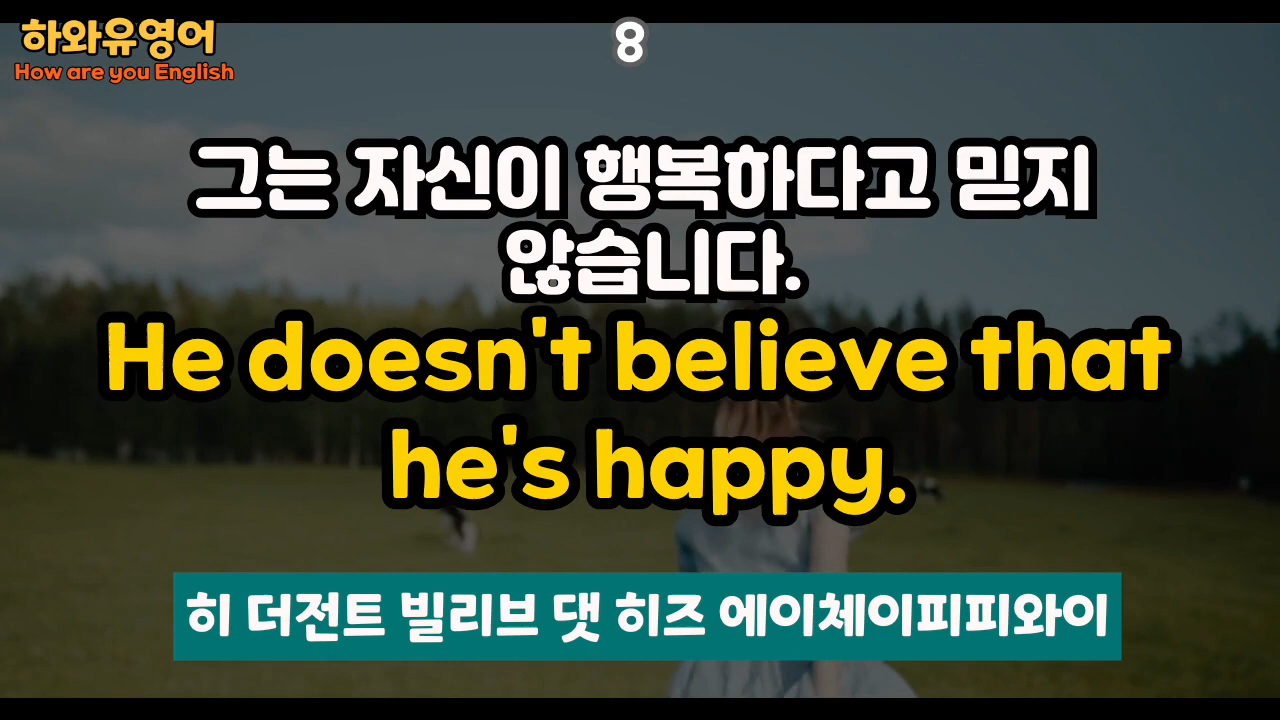 하와유영어
How are you English
8
그는 자신이 행복하다고 믿지
않습니다.
He doesn't believe that
he's happy.
히 더전트 빌리브 댓 히즈 에이체이피피와이